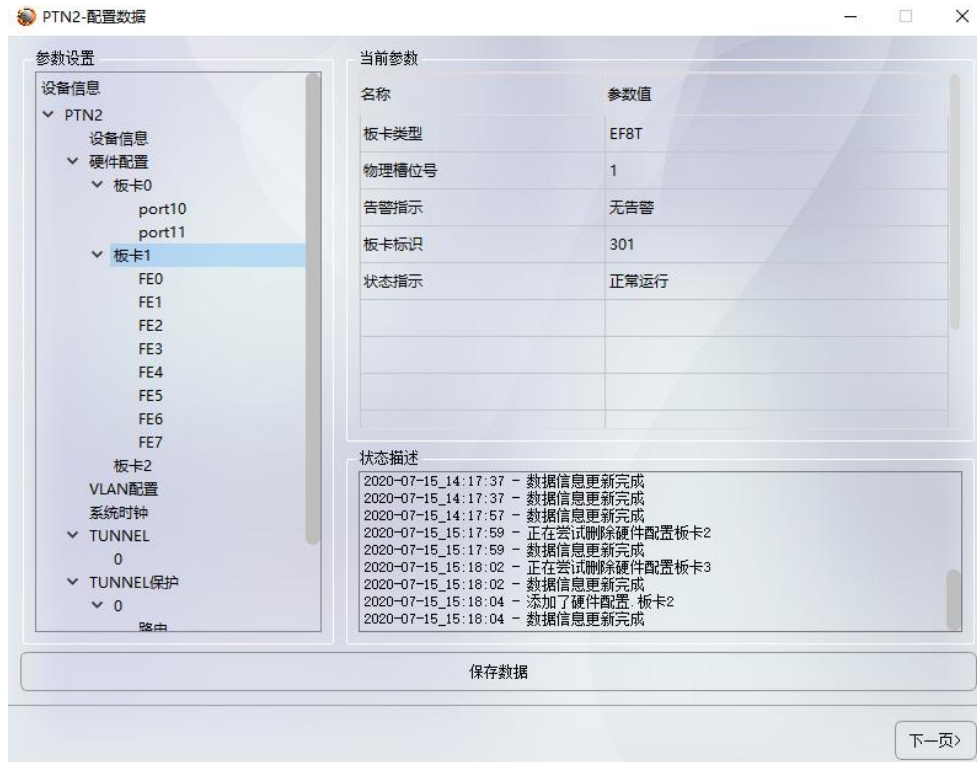 PTN2-配置数据
参数设置
设备信息
PTN2
设备信息
硬件配置
板卡0
port10
port11
板卡1
FE0
FE1
FE2
FE3
FE4
FE5
FE6
FE7
板卡2
VLAN配置
系统时钟
TUNNEL
0
TUNNEL保护
0
路由
当前参数
名称 参数值
板卡类型 EF8T
物理槽位号 1
告警指示 无告警
板卡标识 301
状态指示 正常运行
状态描述
2020-07-15_14:17:37 - 数据信息更新完成
2020-07-15_14:17:37 - 数据信息更新完成
2020-07-15_14:17:57 - 数据信息更新完成
2020-07-15_15:17:59 - 正在尝试删除硬件配置板卡2
2020-07-15_15:17:59 - 数据信息更新完成
2020-07-15_15:18:02 - 正在尝试删除硬件配置板卡3
2020-07-15_15:18:02 - 数据信息更新完成
2020-07-15_15:18:04 - 添加了硬件配置.板卡2
2020-07-15_15:18:04 - 数据信息更新完成
保存数据
下一页>